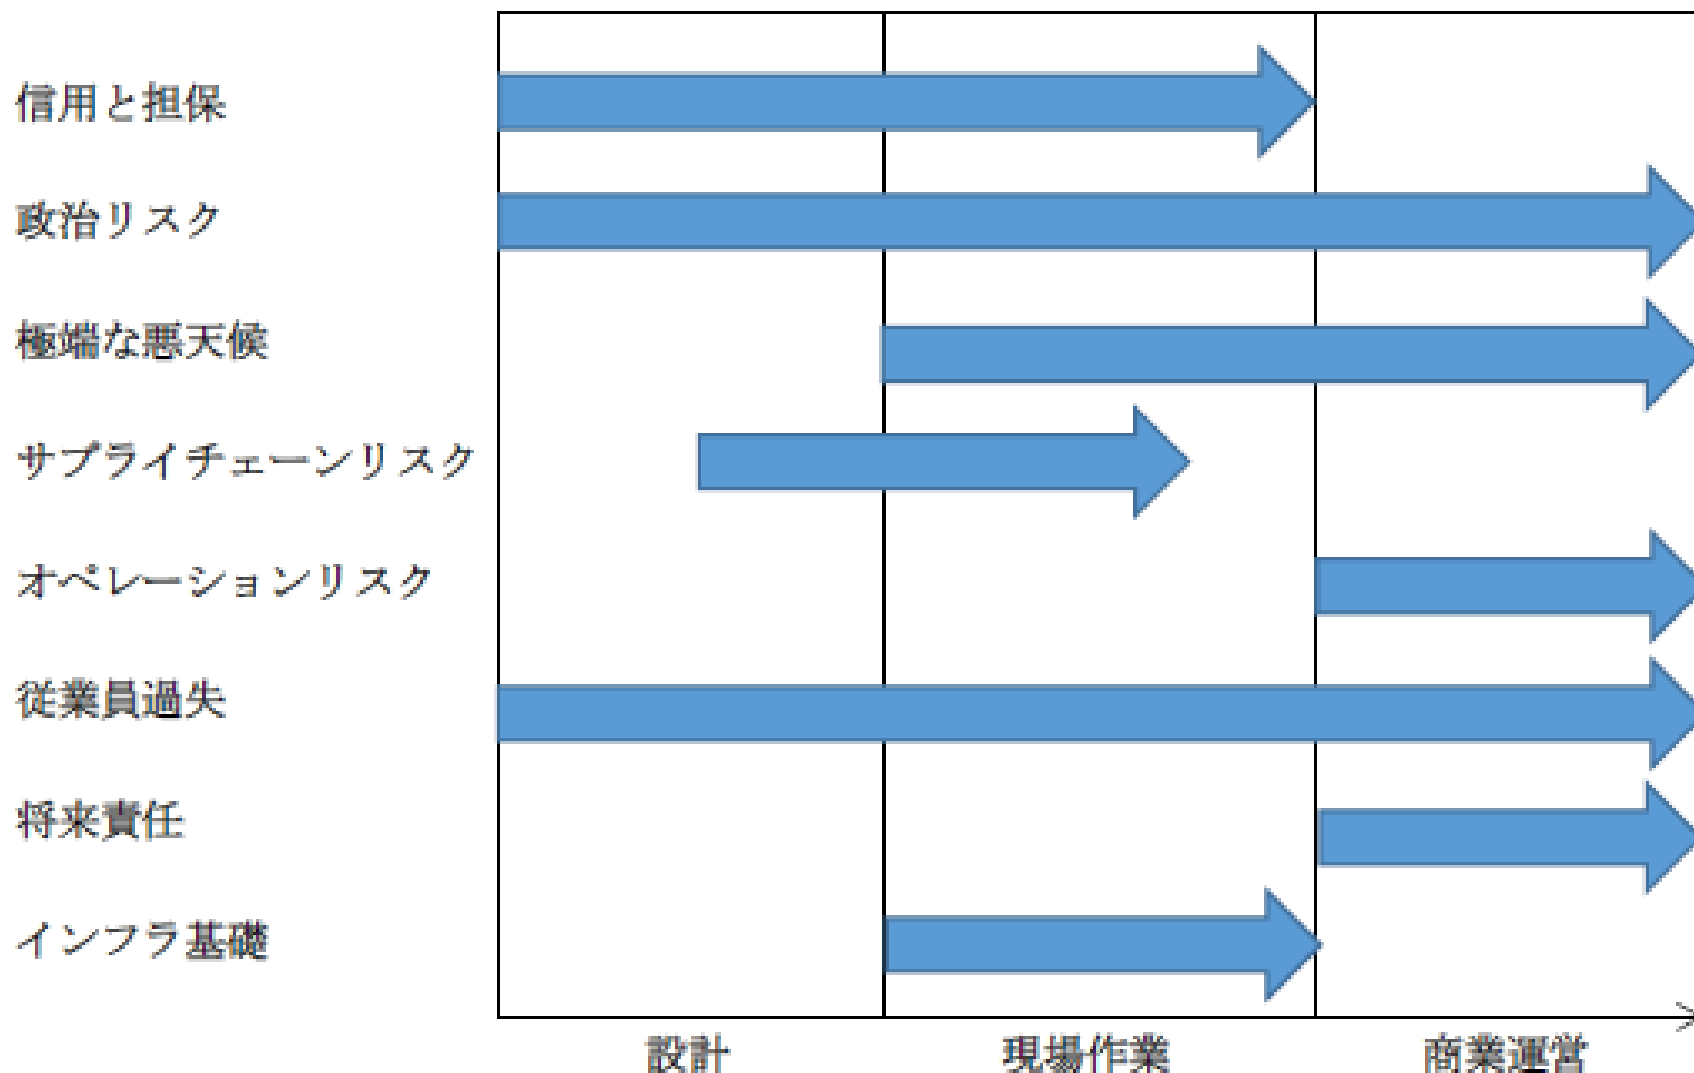 信用と担保
政治リスク
極端な悪天候
サプライチェーンリスク
オペレーションリスク
従業員過失
将来責任
インフラ基礎
設計 現場作業 商業運営